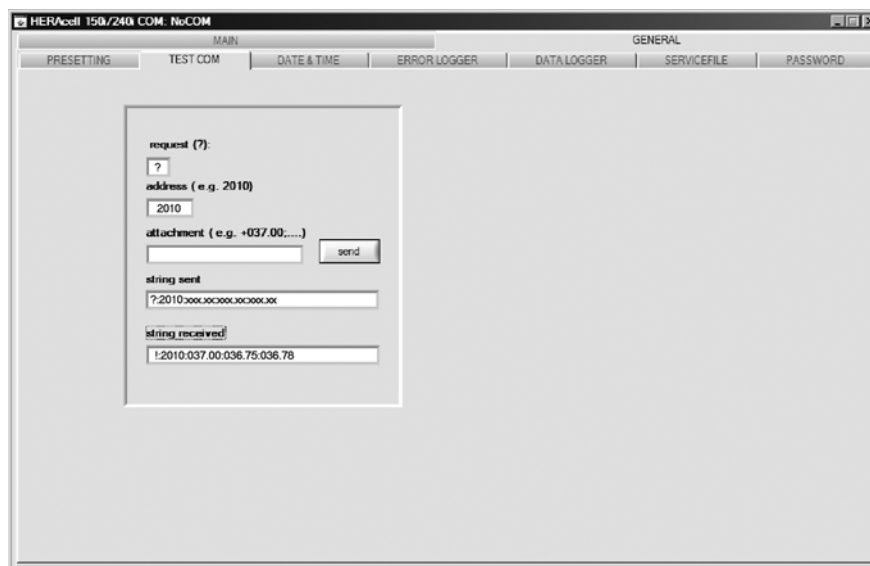 HERAcell 150i/240i COM: NoCOM
MAIN GENERAL
PRESETTING TEST COM DATE & TIME ERROR LOGGER DATA LOGGER SERVICEFILE PASSWORD
request (?):
?
address ( e.g. 2010)
2010
attachment ( e.g. +037.00;....)
send
string sent
?:2010:xxx.xx:xxx.xx:xxx.xx
string received
!:2010:037.00:036.75:036.78